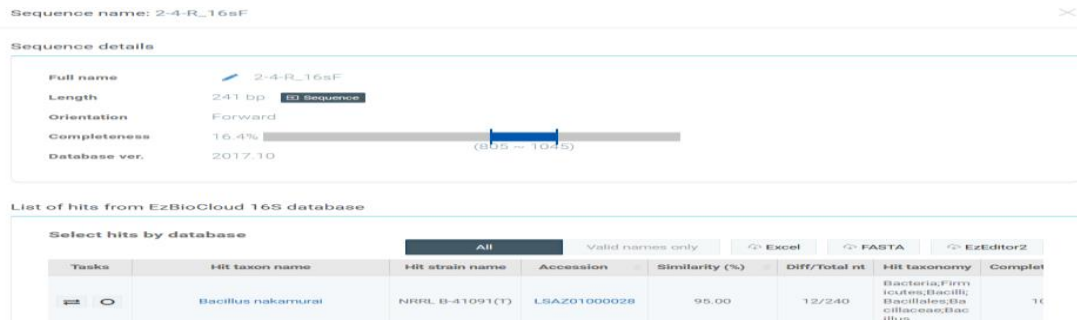 Sequence name: 2-4-R_16sF
Sequence details
Full name 2-4-R_16sF
Length 241 bp Sequence
Orientation Forward
Completeness 16.4% (805 ~ 1045)
Database ver. 2017.10
List of hits from EzBioCloud 16S database
Select hits by database
All Valid names only Excel FASTA EzEditor2
Tasks Hit taxon name Hit strain name Accession Similarity (%) Diff/Total nt Hit taxonomy Complet
Bacillus nakamurai NRRL B-41091(T) LSAZ01000028 95.00 12/240
Bacteria;Firm
icutes;Bacilli;
Bacillales;Ba
cillaceae;Bac
illus